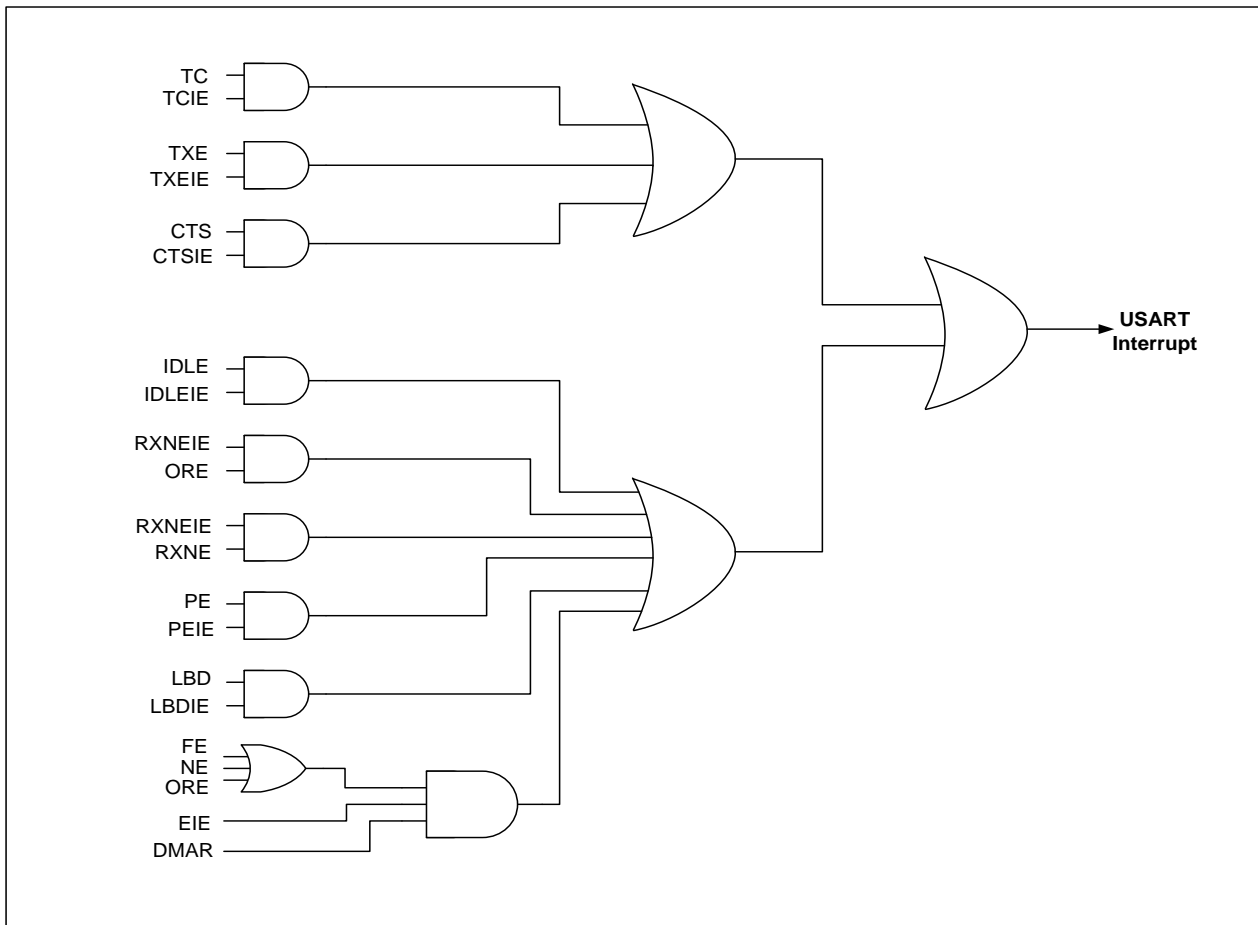 TC
TCIE
TXE
TXEIE
CTS
CTSIE
IDLE
IDLEIE
RXNEIE
ORE
RXNEIE
RXNE
PE
PEIE
LBD
LBDIE
FE
NE
ORE
EIE
DMAR
USART
Interrupt